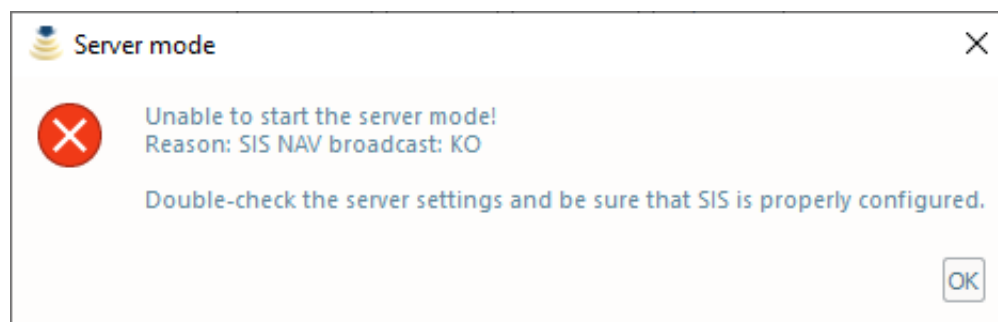 Server mode
Unable to start the server mode!
Reason: SIS NAV broadcast: KO
Double-check the server settings and be sure that SIS is properly configured.
OK